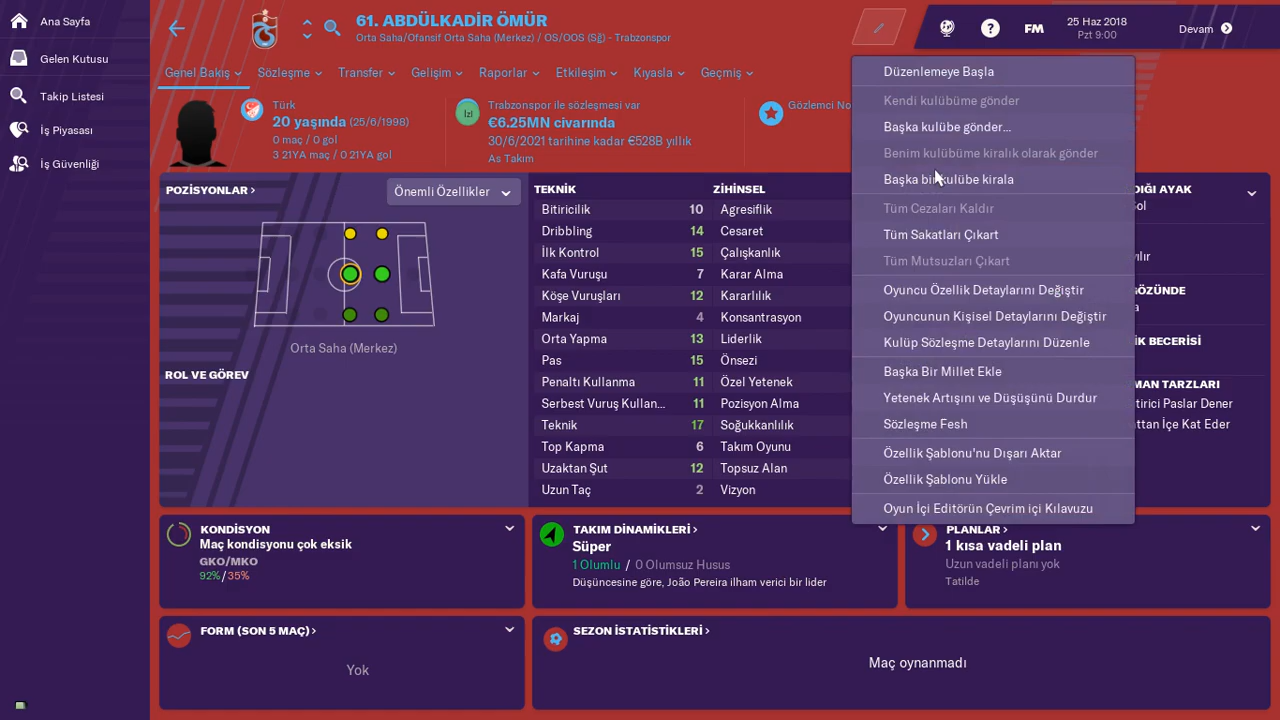 Ana Sayfa
Gelen Kutusu
Takip Listesi
İş Piyasası
İş Güvenliği
61. ABDÜLKADİR ÖMÜR
Orta Saha/Ofansif Orta Saha (Merkez) / OS/OOS (Sğ) - Trabzonspor
FM
25 Haz 2018
Pzt 9:00
Devam
Genel Bakış
Sözleşme
Transfer
Gelişim
Raporlar
Etkileşim
Kıyasla
Geçmiş
Türk
20 yaşında (25/6/1998)
0 maç / 0 gol
3 21YA maç / 0 21YA gol
İzl
Trabzonspor ile sözleşmesi var
€6.25MN civarında
30/6/2021 tarihine kadar €528B yıllık
As Takım
Gözlemci
Düzenlemeye Başla
Kendi kulübüme gönder
Başka kulübe gönder...
Benim kulübüme kiralık olarak gönder
Başka bir kulübe kirala
Tüm Cezaları Kaldır
Tüm Sakatları Çıkart
Tüm Mutsuzları Çıkart
Oyuncu Özellik Detaylarını Değiştir
Oyuncunun Kişisel Detaylarını Değiştir
Kulüp Sözleşme Detaylarını Düzenle
Başka Bir Millet Ekle
Yetenek Artışını ve Düşüşünü Durdur
Sözleşme Fesh
Özellik Şablonu'nu Dışarı Aktar
Özellik Şablonu Yükle
Oyun İçi Editörün Çevrim içi Kılavuzu
POZİSYONLAR
Önemli Özellikler
Orta Saha (Merkez)
ROL VE GÖREV
TEKNİK
Bitiricilik 10
Dribbling 14
İlk Kontrol 15
Kafa Vuruşu 7
Köşe Vuruşları 12
Markaj 4
Orta Yapma 13
Pas 15
Penaltı Kullanma 11
Serbest Vuruş Kullan... 11
Teknik 17
Top Kapma 6
Uzaktan Şut 12
Uzun Taç 2
ZİHİNSEL
Agresiflik
Cesaret
Çalışkanlık
Karar Alma
Kararlılık
Konsantrasyon
Liderlik
Önsezi
Özel Yetenek
Pozisyon Alma
Soğukkanlılık
Takım Oyunu
Topsuz Alan
Vizyon
AYAK
BECERİSİ
TARZLARI
Paslar Dener
İçe Kat Eder
KONDİSYON
Maç kondisyonu çok eksik
GKO/MKO
92%/35%
TAKIM DİNAMİKLERİ
Süper
1 Olumlu / 0 Olumsuz Husus
Düşüncesine göre, João Pereira ilham verici bir lider
PLANLAR
1 kısa vadeli plan
Uzun vadeli planı yok
Tatilde
FORM (SON 5 MAÇ)
Yok
SEZON İSTATİSTİKLERİ
Maç oynanmadı